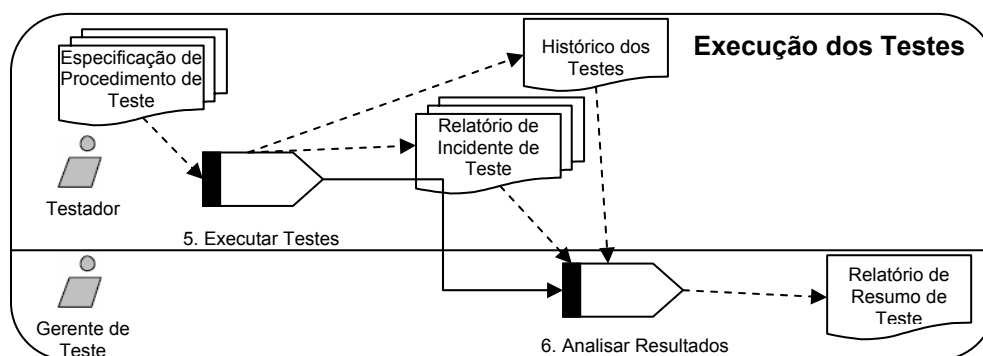 Execução dos Testes
Especificação de
Procedimento de
Teste
Histórico dos
Testes
Relatório de
Incidente de
Teste
Testador
5. Executar Testes
Gerente de
Teste
6. Analisar Resultados
Relatório de
Resumo de
Teste